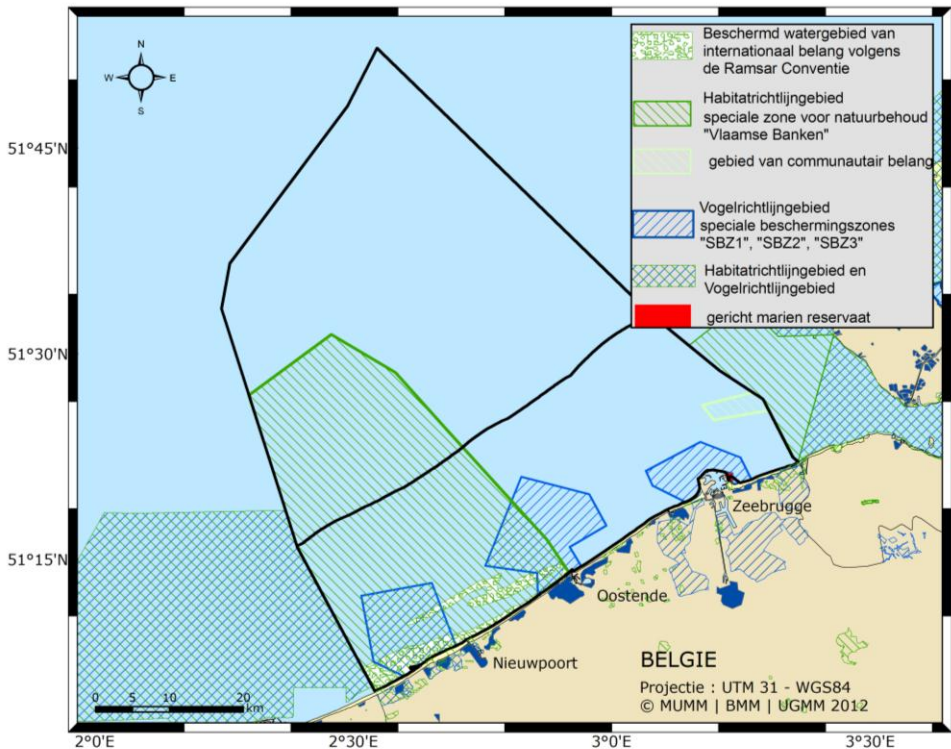 N
W E
S
Beschermd watergebied van
internationaal belang volgens
de Ramsar Conventie
Habitatrichtlijngebied
speciale zone voor natuurbehoud
"Vlaamse Banken"
gebied van communautair belang
Vogelrichtlijngebied
speciale beschermingszones
"SBZ1", "SBZ2", "SBZ3"
Habitatrichtlijngebied en
Vogelrichtlijngebied
gericht marien reservaat
51°45'N
51°30'N
51°15'N
Zeebrugge
Oostende
Nieuwpoort
BELGIE
Projectie : UTM 31 - WGS84
© MUMM | BMM | UGMM 2012
0 5 10 20
km
2°0'E 2°30'E 3°0'E 3°30'E